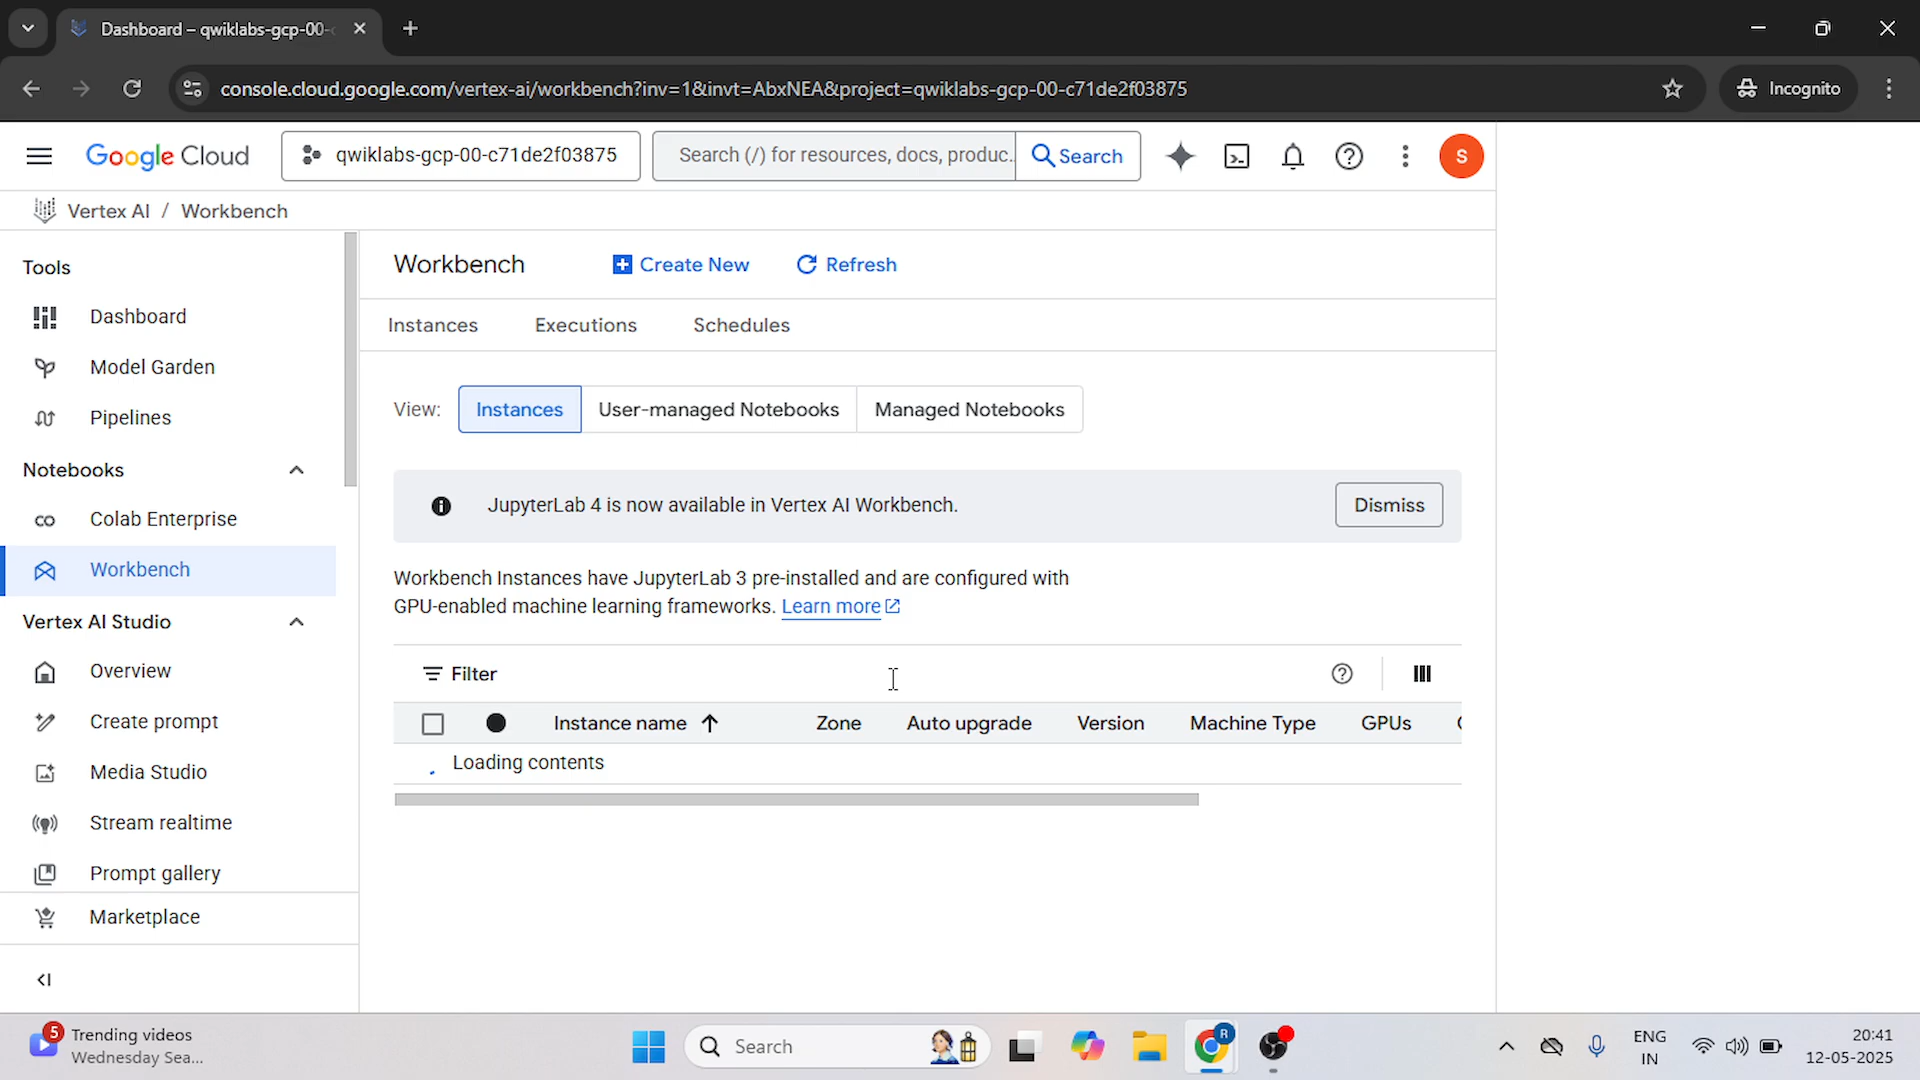 Dashboard – qwiklabs-gcp-00-
console.cloud.google.com/vertex-ai/workbench?inv=1&invt=AbxNEA&project=qwiklabs-gcp-00-c71de2f03875
Incognito
Google Cloud
qwiklabs-gcp-00-c71de2f03875
Search (/) for resources, docs, produc...
Search
S
Vertex AI / Workbench
Tools
Dashboard
Model Garden
Pipelines
Notebooks
Colab Enterprise
Workbench
Vertex AI Studio
Overview
Create prompt
Media Studio
Stream realtime
Prompt gallery
Marketplace
Workbench
Create New
Refresh
Instances
Executions
Schedules
View:
Instances
User-managed Notebooks
Managed Notebooks
JupyterLab 4 is now available in Vertex AI Workbench.
Dismiss
Workbench Instances have JupyterLab 3 pre-installed and are configured with
GPU-enabled machine learning frameworks. Learn more
Filter
Instance name
Zone
Auto upgrade
Version
Machine Type
GPUs
Loading contents
5
Trending videos
Wednesday Sea...
Search
R
ENG
IN
20:41
12-05-2025